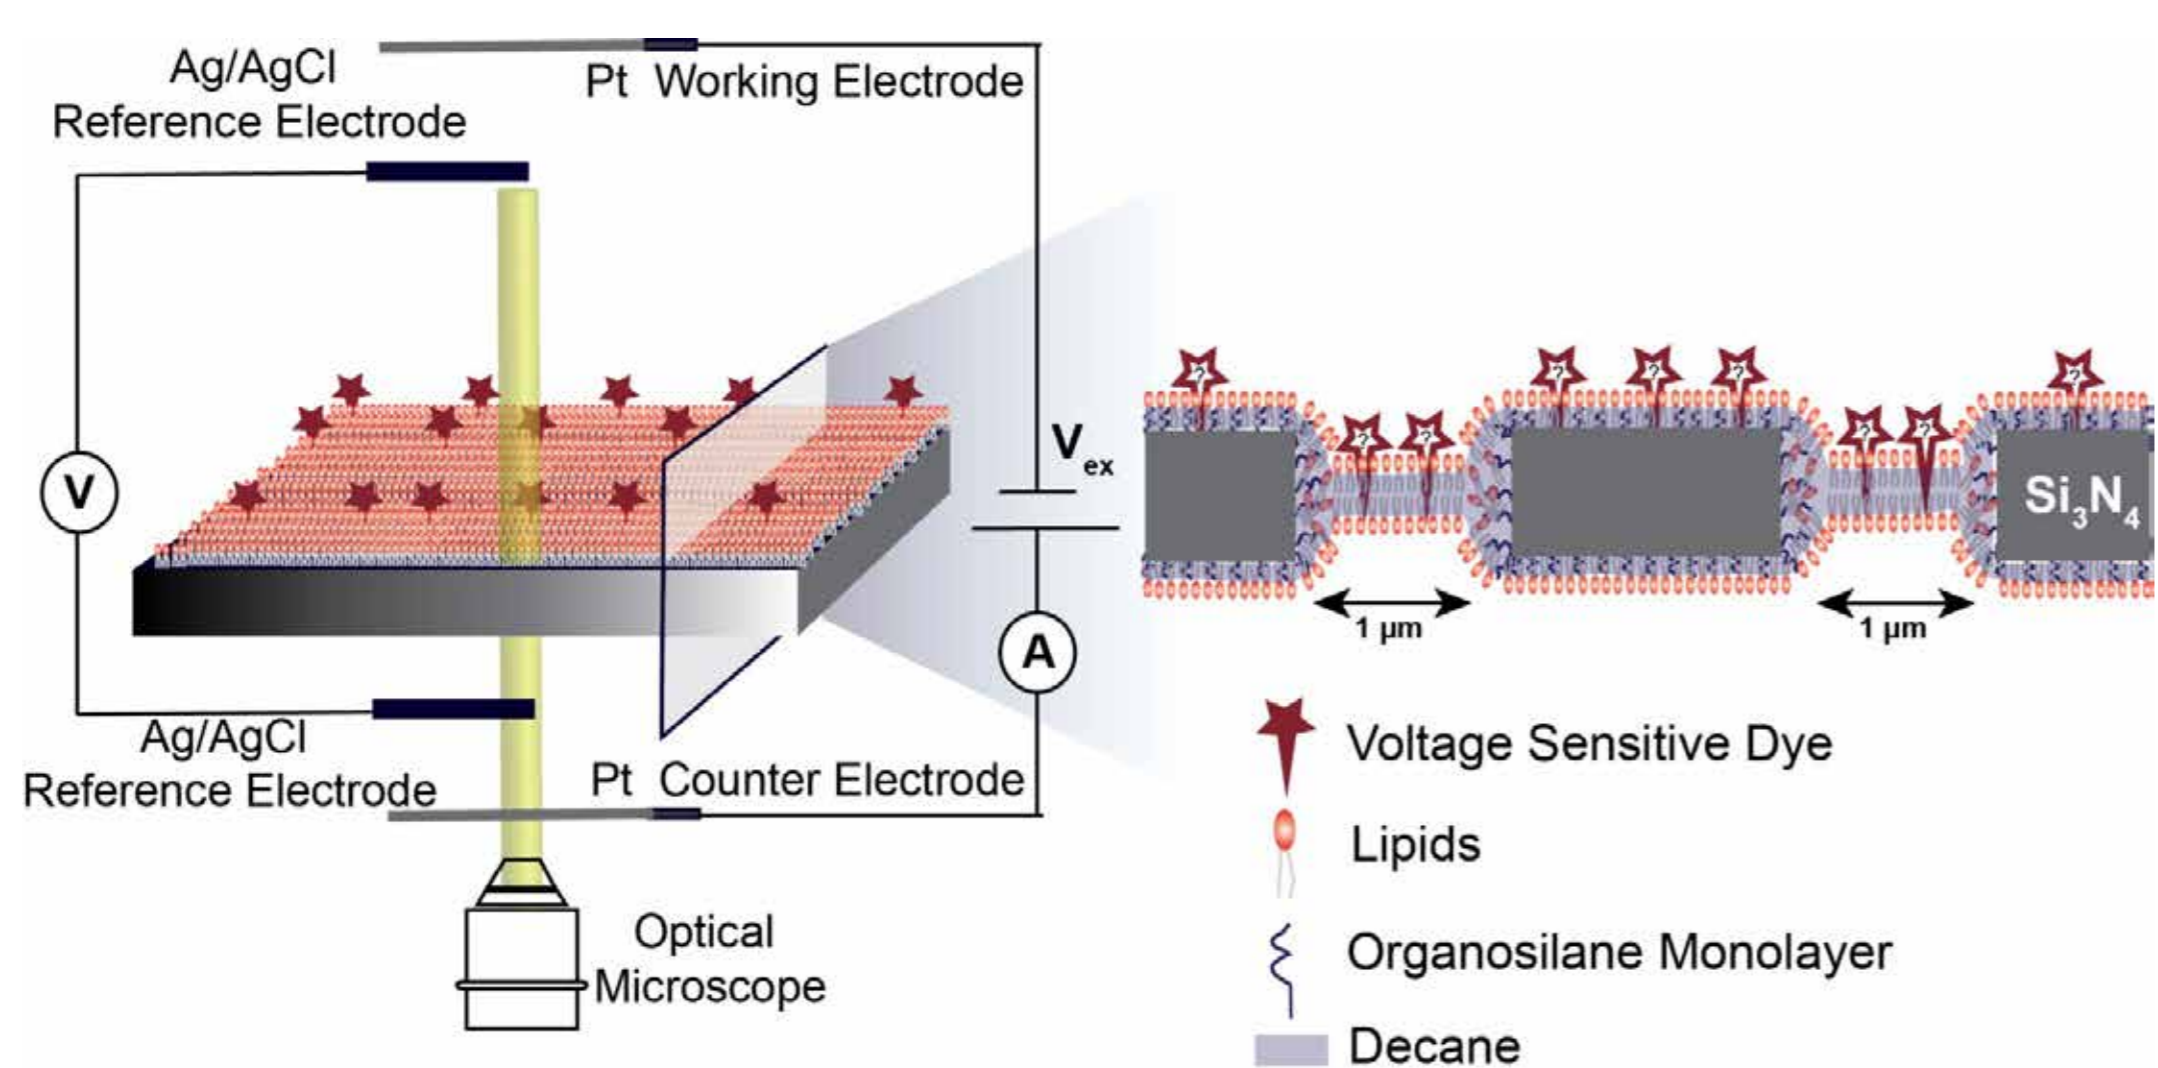 Ag/AgCl
Reference Electrode
Pt Working Electrode
V
V_ex
A
Ag/AgCl
Reference Electrode
Pt Counter Electrode
Optical
Microscope
? ? ? ? ?
? ? ? ?
Si₃N₄
1 µm 1 µm
Voltage Sensitive Dye
Lipids
Organosilane Monolayer
Decane